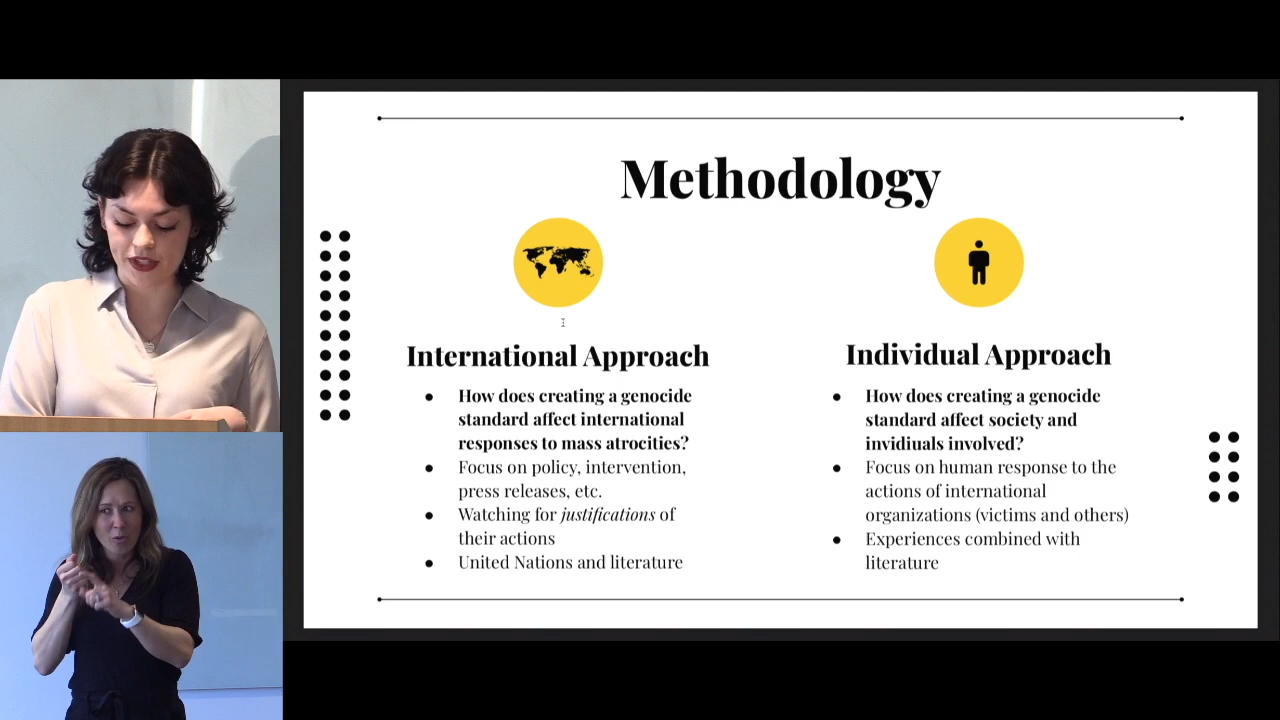 Methodology
International Approach
● How does creating a genocide
standard affect international
responses to mass atrocities?
● Focus on policy, intervention,
press releases, etc.
● Watching for justifications of
their actions
● United Nations and literature
Individual Approach
● How does creating a genocide
standard affect society and
invidiuals involved?
● Focus on human response to the
actions of international
organizations (victims and others)
● Experiences combined with
literature